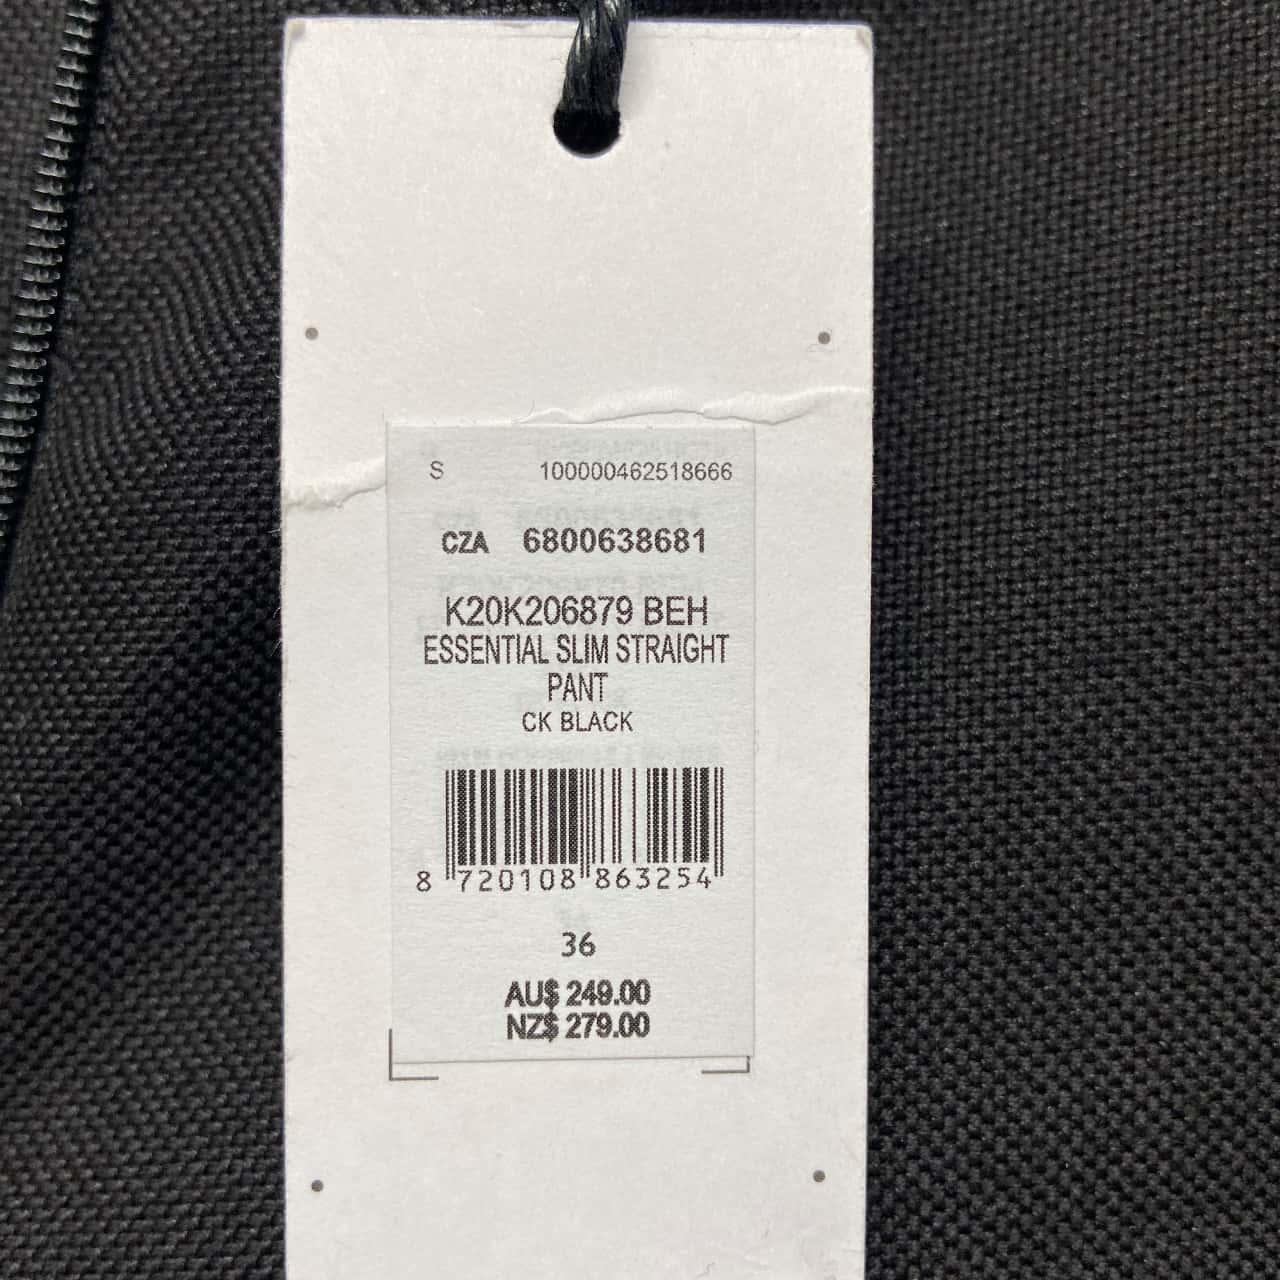 S 100000462518666
CZA 6800638681
K20K206879 BEH
ESSENTIAL SLIM STRAIGHT
PANT
CK BLACK
8 720108 863254
36
AU$ 249.00
NZ$ 279.00